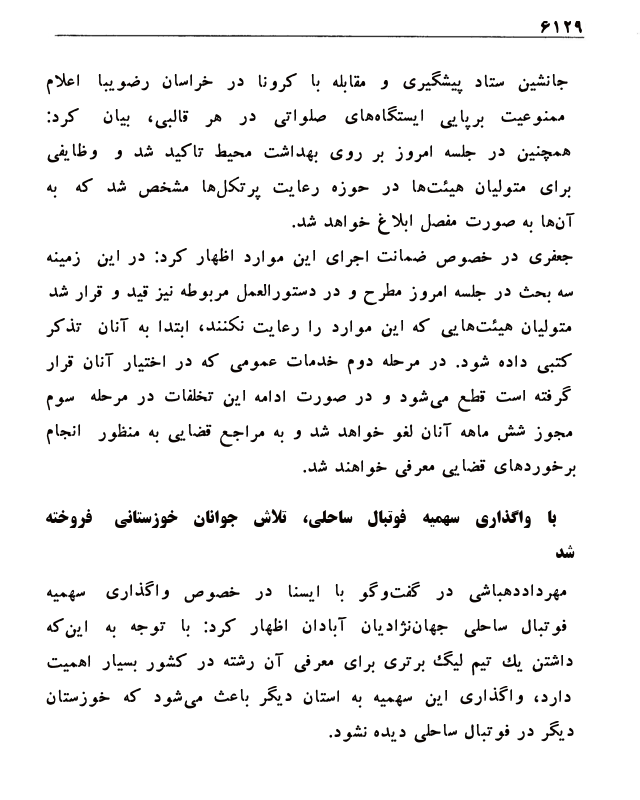 ۶۱۲۹
جانشین ستاد پیشگیری و مقابله با کرونا در خراسان رضویبا اعلام
ممنوعیت برپایی ایستگاه‌های صلواتی در هر قالبی، بیان کرد:
همچنین در جلسه امروز بر روی بهداشت محیط تاکید شد و وظایفی
برای متولیان هیئت‌ها در حوزه رعایت پرتکل‌ها مشخص شد که به
آن‌ها به صورت مفصل ابلاغ خواهد شد.
جعفری در خصوص ضمانت اجرای این موارد اظهار کرد: در این زمینه
سه بحث در جلسه امروز مطرح و در دستورالعمل مربوطه نیز قید و قرار شد
متولیان هیئت‌هایی که این موارد را رعایت نکنند، ابتدا به آنان تذکر
کتبی داده شود. در مرحله دوم خدمات عمومی که در اختیار آنان قرار
گرفته است قطع می‌شود و در صورت ادامه این تخلفات در مرحله سوم
مجوز شش ماهه آنان لغو خواهد شد و به مراجع قضایی به منظور انجام
برخوردهای قضایی معرفی خواهند شد.
با واگذاری سهمیه فوتبال ساحلی، تلاش جوانان خوزستانی فروخته
شد
مهرداددهباشی در گفت‌وگو با ایسنا در خصوص واگذاری سهمیه
فوتبال ساحلی جهان‌نژادیان آبادان اظهار کرد: با توجه به این‌که
داشتن یك تیم لیگ برتری برای معرفی آن رشته در کشور بسیار اهمیت
دارد، واگذاری این سهمیه به استان دیگر باعث می‌شود که خوزستان
دیگر در فوتبال ساحلی دیده نشود.